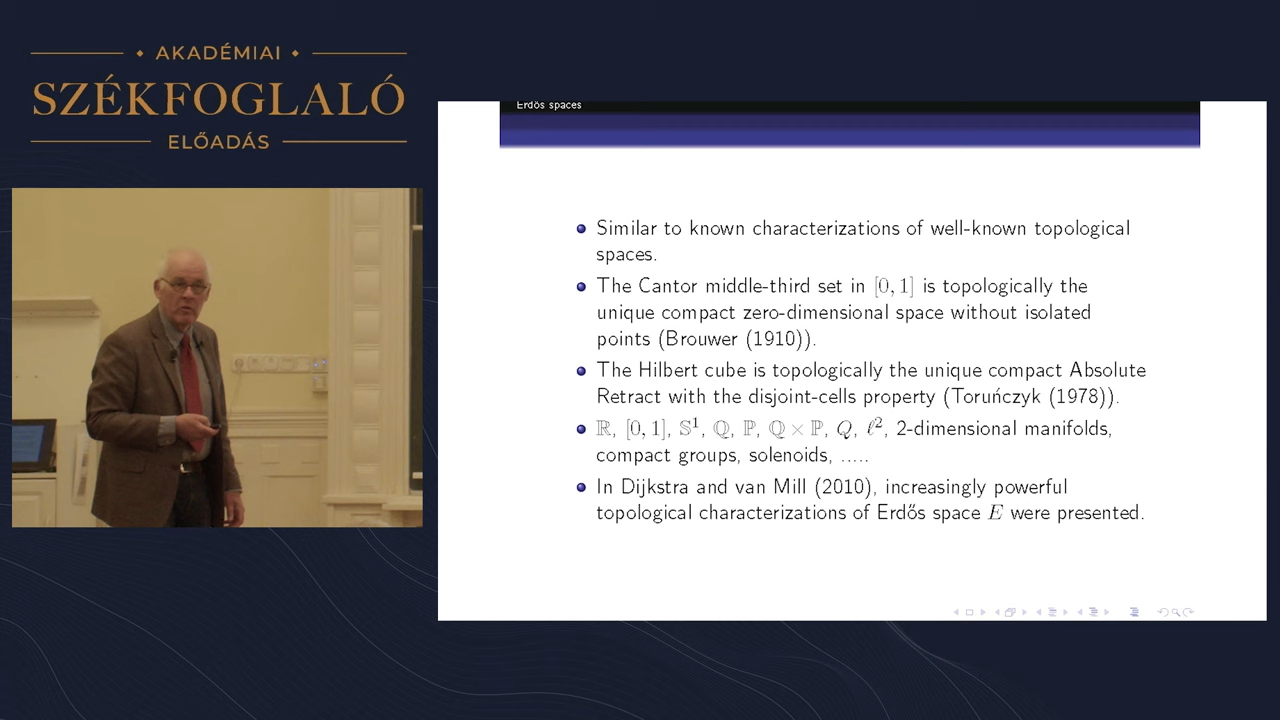 AKADÉMIAI
SZÉKFOGLALÓ
ELŐADÁS
Erdős spaces
Similar to known characterizations of well-known topological
spaces.
The Cantor middle-third set in [0, 1] is topologically the
unique compact zero-dimensional space without isolated
points (Brouwer (1910)).
The Hilbert cube is topologically the unique compact Absolute
Retract with the disjoint-cells property (Toruńczyk (1978)).
ℝ, [0, 1], 𝕊¹, ℚ, ℙ, ℚ × ℙ, Q, ℓ², 2-dimensional manifolds,
compact groups, solenoids, .....
In Dijkstra and van Mill (2010), increasingly powerful
topological characterizations of Erdős space E were presented.